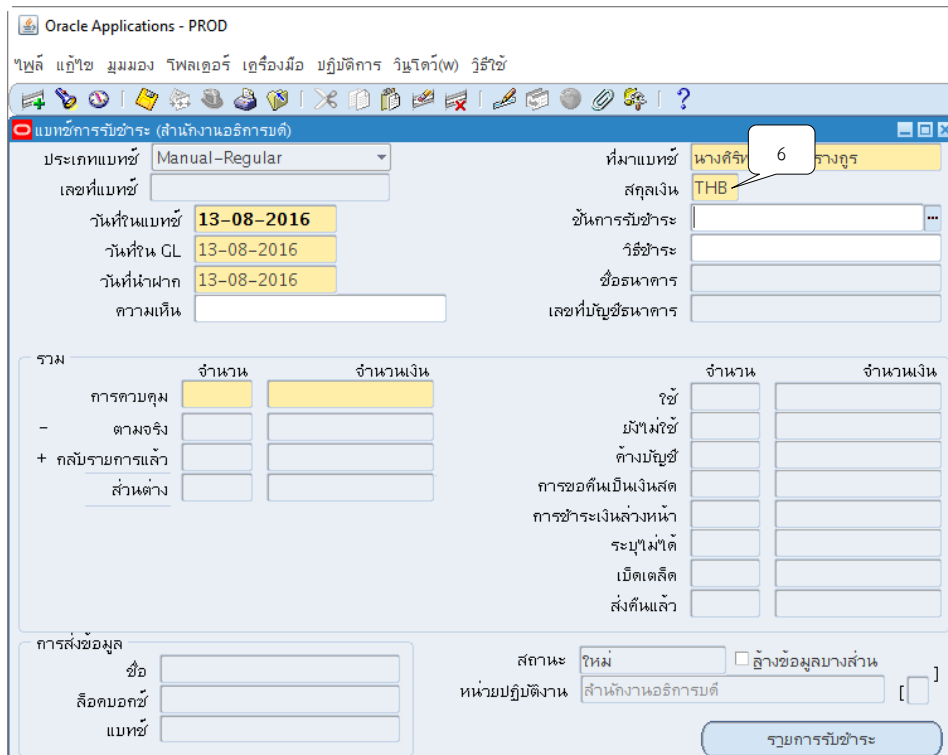 Oracle Applications - PROD
ไฟล์ แก้ไข มุมมอง โฟลเดอร์ เครื่องมือ ปฏิบัติการ วินโดว์(w) วิธีใช้
แบทช์การรับชำระ (สำนักงานอธิการบดี)
ประเภทแบทช์ Manual-Regular
เลขที่แบทช์
วันที่ในแบทช์ 13-08-2016
วันที่ใน GL 13-08-2016
วันที่นำฝาก 13-08-2016
ความเห็น
ที่มาแบทช์ รางกูร
6
สกุลเงิน THB
ชั้นการรับชำระ
วิธีชำระ
ชื่อธนาคาร
เลขที่บัญชีธนาคาร
รวม
จำนวน จำนวนเงิน
การควบคุม
- ตามจริง
+ กลับรายการแล้ว
ส่วนต่าง
จำนวน จำนวนเงิน
ใช้
ยังไม่ใช้
ค้างบัญชี
การขอคืนเป็นเงินสด
การชำระเงินล่วงหน้า
ระบุไม่ได้
เบ็ดเตล็ด
ส่งคืนแล้ว
การส่งข้อมูล
ชื่อ
ล็อคบอกซ์
แบทช์
สถานะ ใหม่ ล้างข้อมูลบางส่วน
หน่วยปฏิบัติงาน สำนักงานอธิการบดี [ ]
รายการรับชำระ